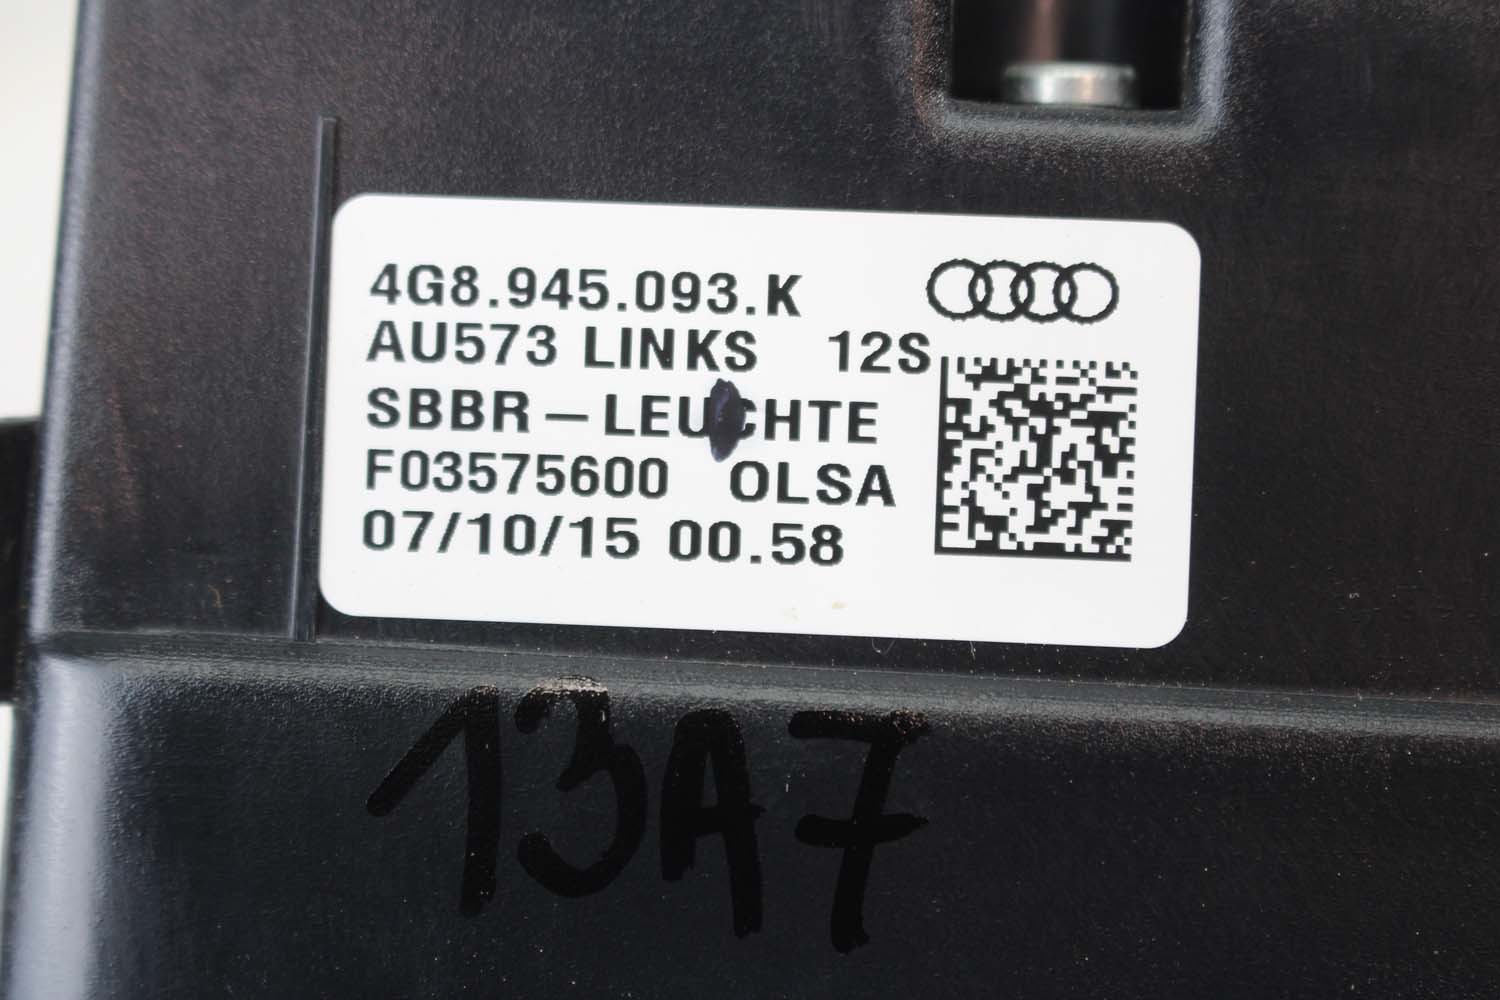 4G8.945.093.K
AU573 LINKS 12S
SBBR-LEUCHTE
F03575600 OLSA
07/10/15 00.58
13A7